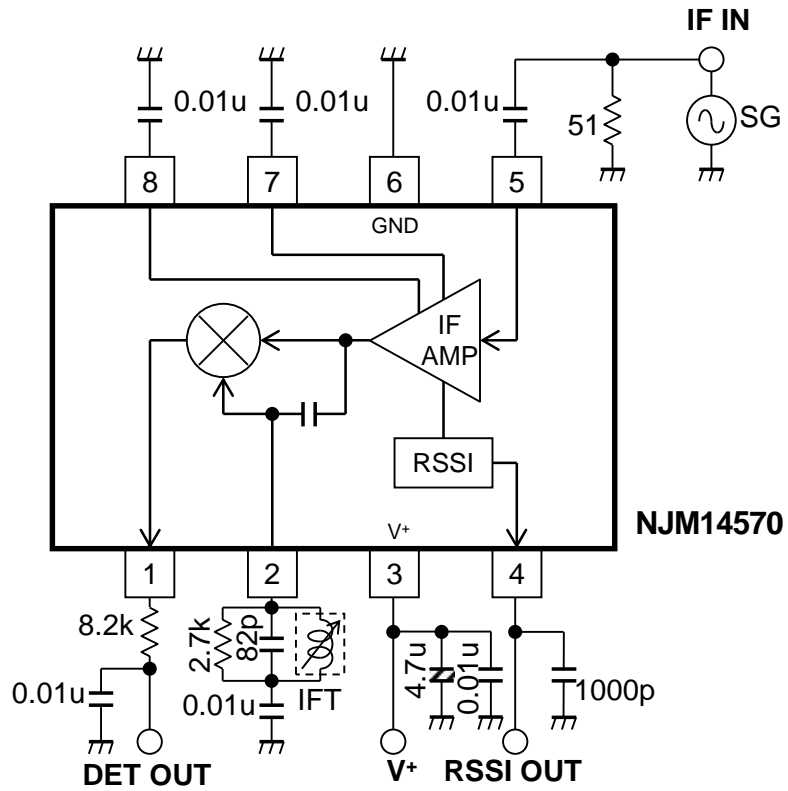 IF IN
0.01u
0.01u
0.01u
51
SG
8
7
6
5
GND
IF
AMP
RSSI
V+
NJM14570
1
2
3
4
8.2k
2.7k
82p
4.7u
0.01u
0.01u
0.01u
IFT
1000p
DET OUT
V+
RSSI OUT